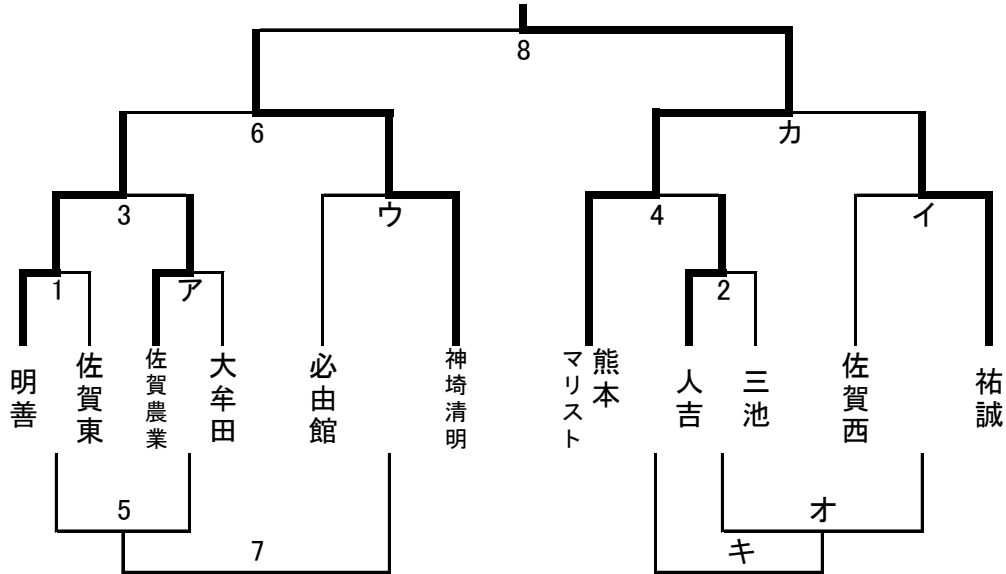 8
6
カ
3
ウ
4
イ
1
ア
2
明善
佐賀東
佐賀農業
大牟田
必由館
神埼清明
熊本
マリスト
人吉
三池
佐賀西
祐誠
5
オ
7
キ